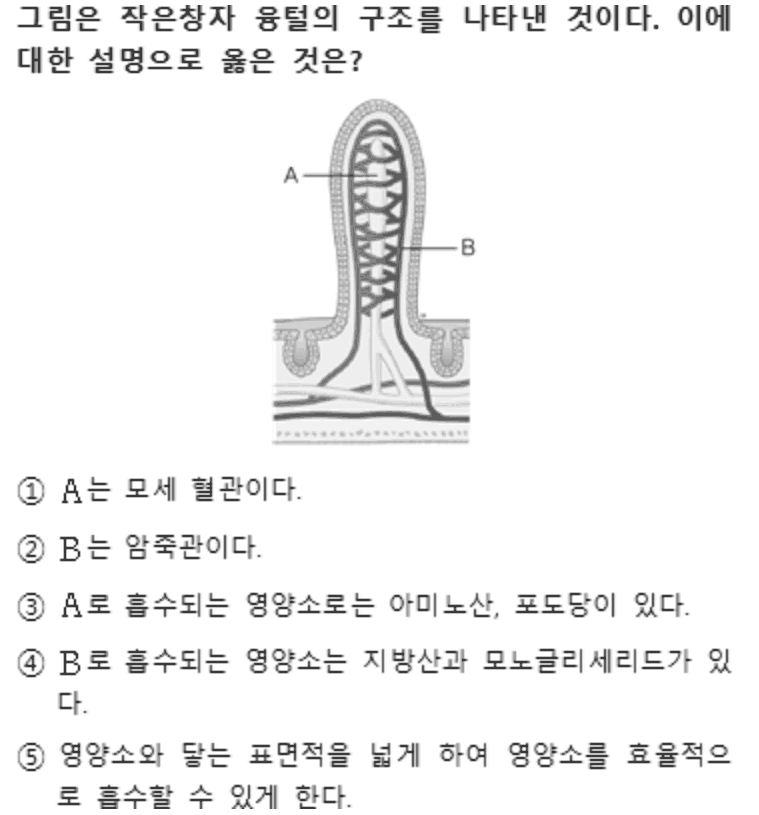 그림은 작은창자 융털의 구조를 나타낸 것이다. 이에
대한 설명으로 옳은 것은?
A
B
① A는 모세 혈관이다.
② B는 암죽관이다.
③ A로 흡수되는 영양소로는 아미노산, 포도당이 있다.
④ B로 흡수되는 영양소는 지방산과 모노글리세리드가 있
다.
⑤ 영양소와 닿는 표면적을 넓게 하여 영양소를 효율적으
로 흡수할 수 있게 한다.